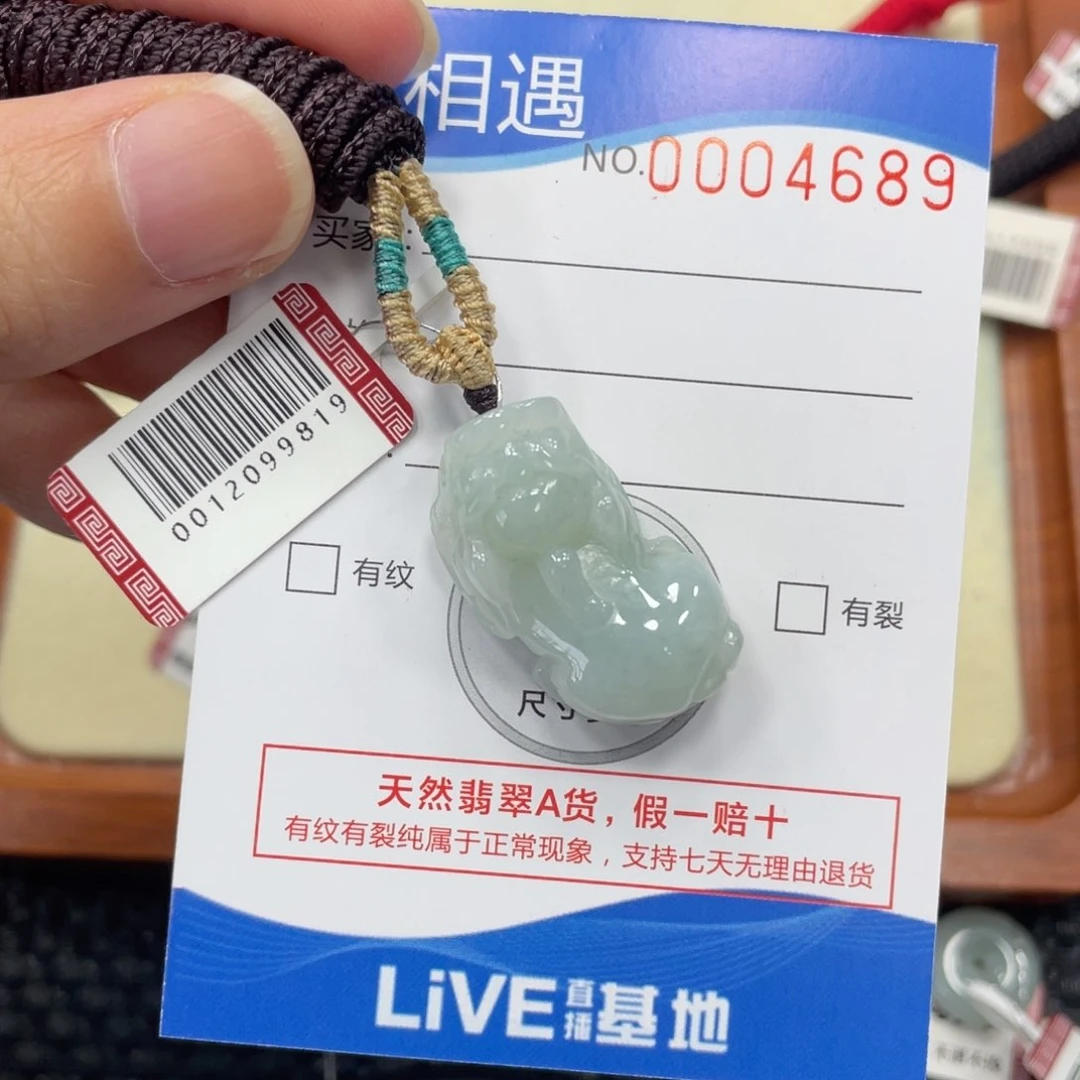 相遇
NO.0004689
买家:
0012099819
有纹
有裂
尺寸
天然翡翠A货，假一赔十
有纹有裂纯属于正常现象，支持七天无理由退货
LiVE直播基地